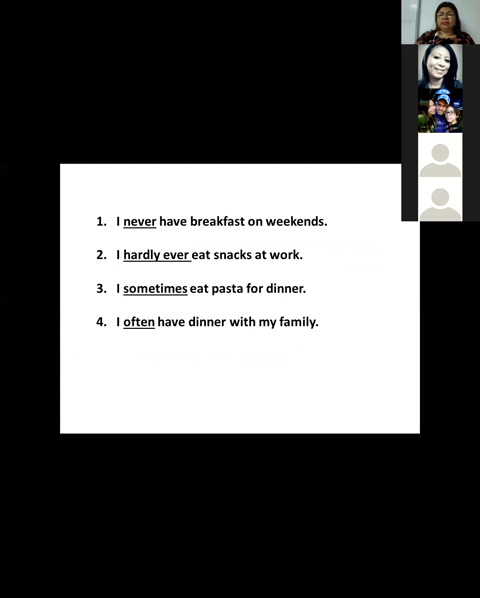 1. I never have breakfast on weekends.
2. I hardly ever eat snacks at work.
3. I sometimes eat pasta for dinner.
4. I often have dinner with my family.